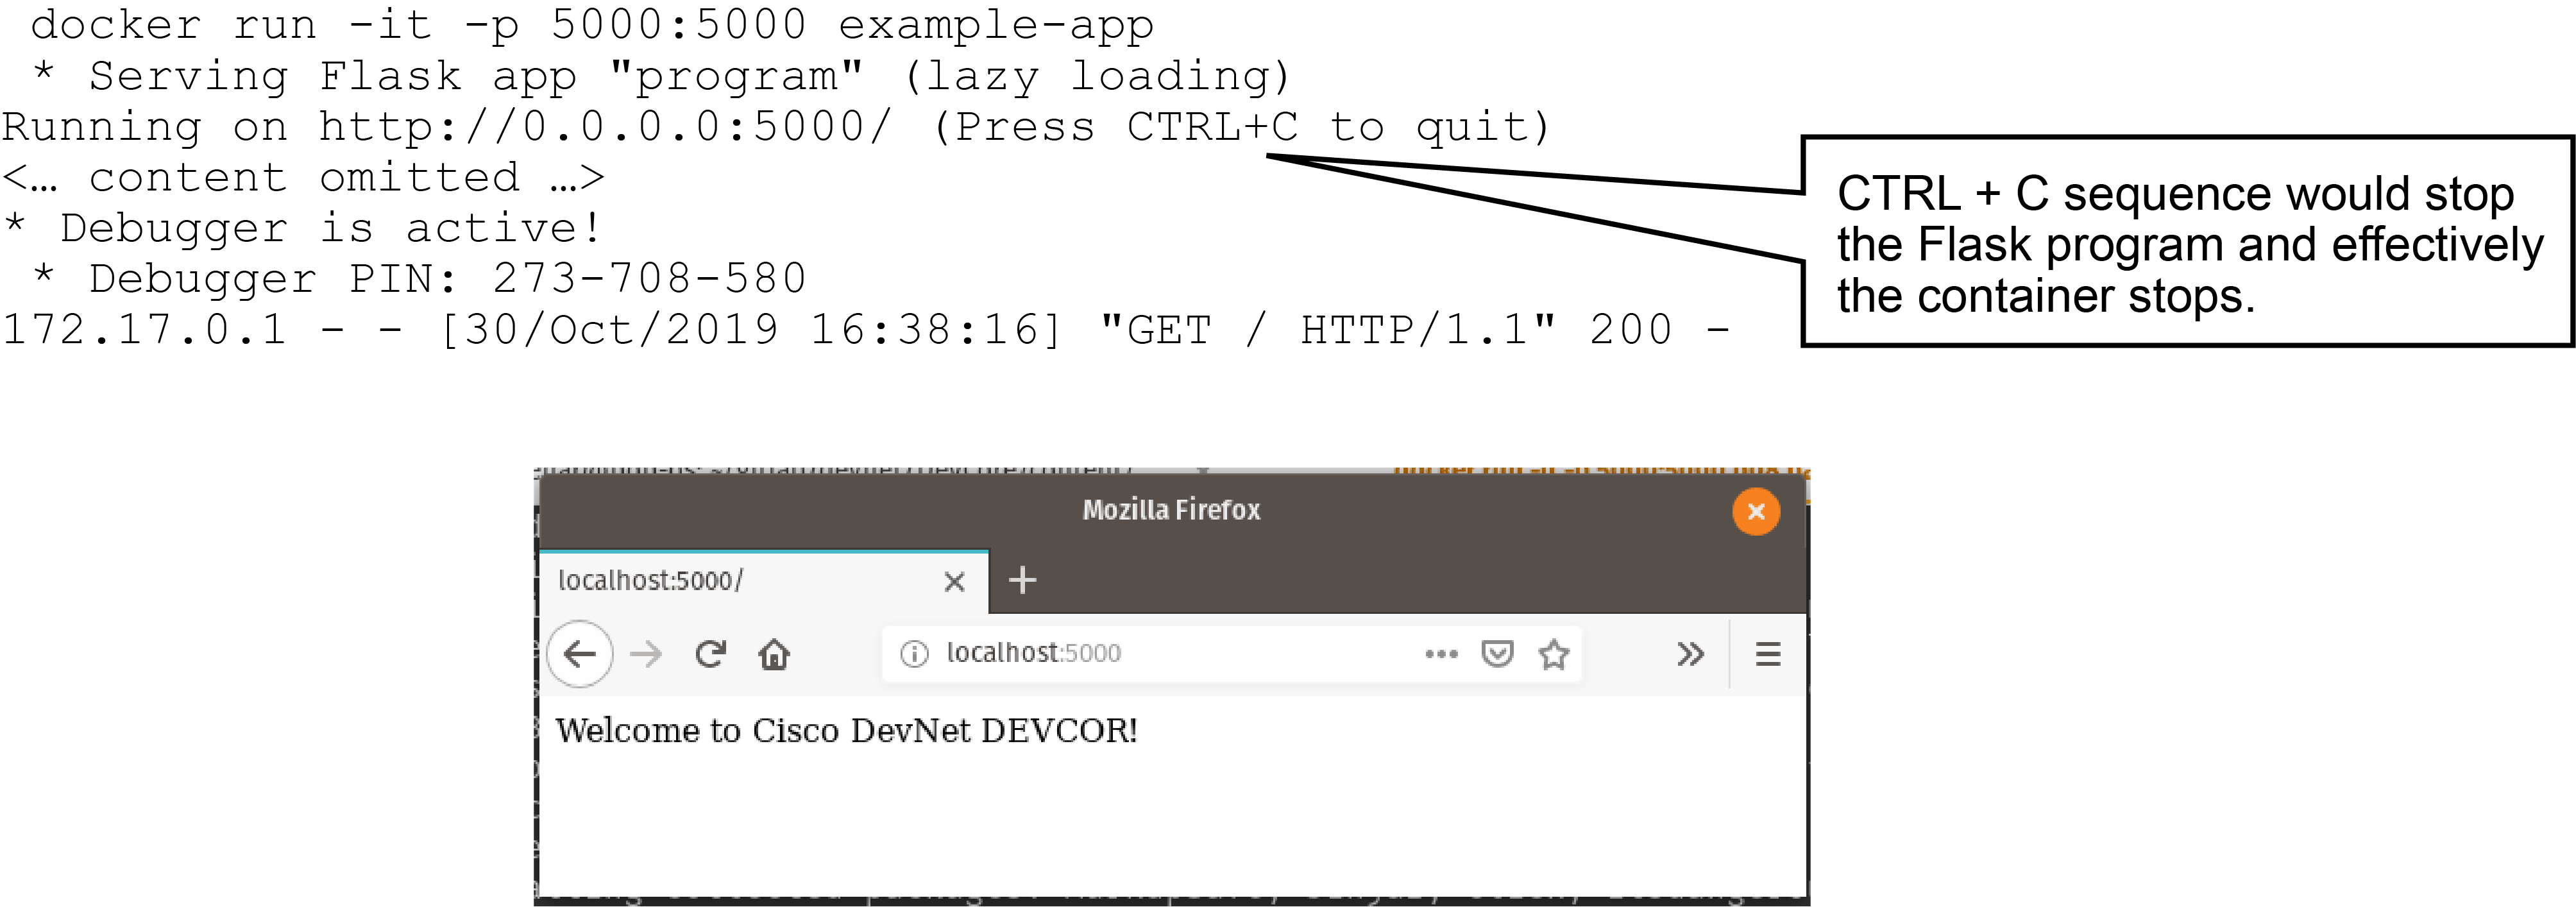 docker run -it -p 5000:5000 example-app
* Serving Flask app "program" (lazy loading)
Running on http://0.0.0.0:5000/ (Press CTRL+C to quit)
<… content omitted …>
* Debugger is active!
* Debugger PIN: 273-708-580
172.17.0.1 - - [30/Oct/2019 16:38:16] "GET / HTTP/1.1" 200 -
CTRL + C sequence would stop
the Flask program and effectively
the container stops.
Mozilla Firefox
localhost:5000/
localhost:5000
Welcome to Cisco DevNet DEVCOR!